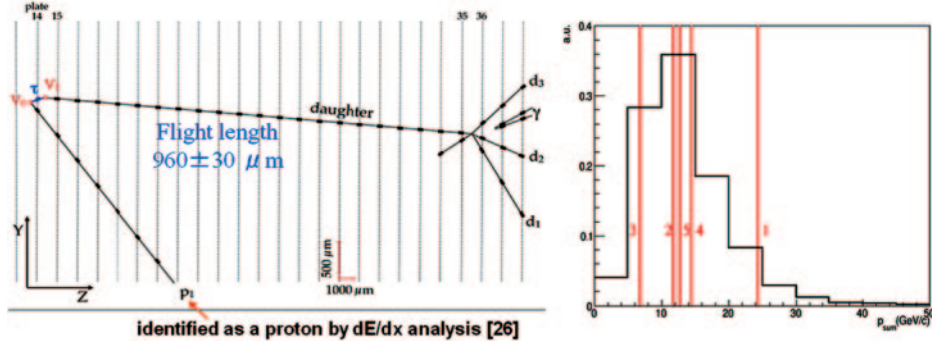 plate
14 15
35 36
τ
V₀
V₁
daughter
d₃
γ
d₂
d₁
Flight length
960±30 μm
Y
Z
500 μm
1000 μm
p₁
identified as a proton by dE/dx analysis [26]
a.u.
0.4
0.3
0.2
0.1
0
3 2 5 4 1
0 10 20 30 40 50
p_sum(GeV/c)